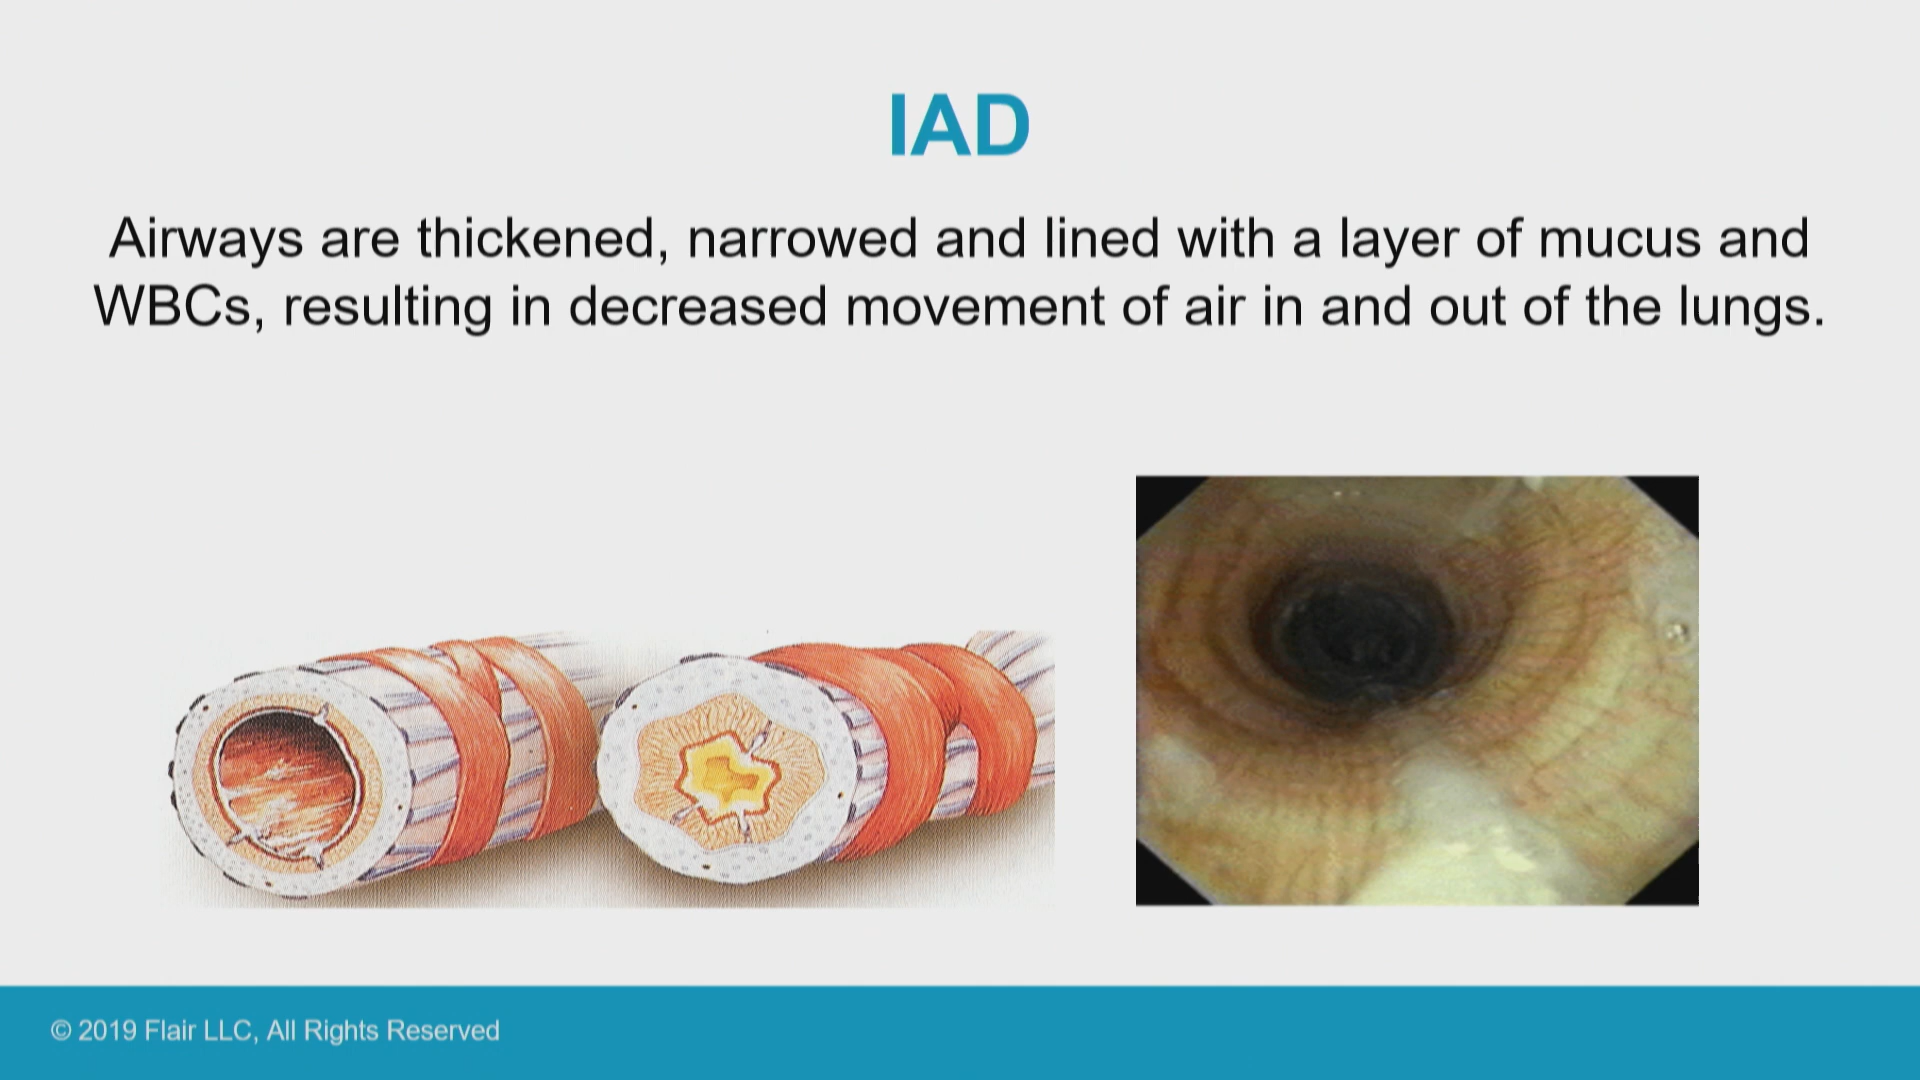 IAD
Airways are thickened, narrowed and lined with a layer of mucus and
WBCs, resulting in decreased movement of air in and out of the lungs.
© 2019 Flair LLC, All Rights Reserved